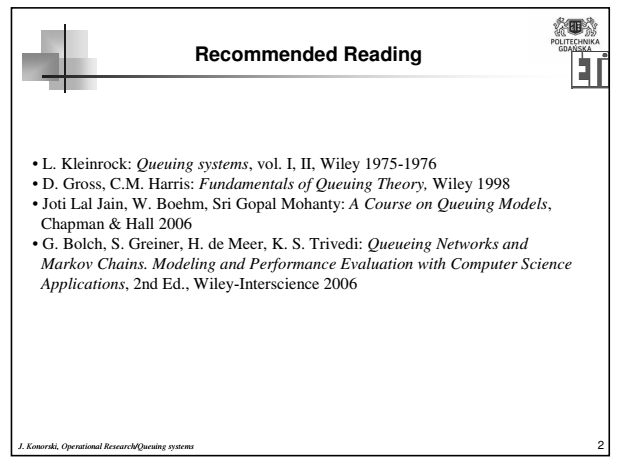 Recommended Reading
POLITECHNIKA
GDAŃSKA
ETI
• L. Kleinrock: Queuing systems, vol. I, II, Wiley 1975-1976
• D. Gross, C.M. Harris: Fundamentals of Queuing Theory, Wiley 1998
• Joti Lal Jain, W. Boehm, Sri Gopal Mohanty: A Course on Queuing Models,
Chapman & Hall 2006
• G. Bolch, S. Greiner, H. de Meer, K. S. Trivedi: Queueing Networks and
Markov Chains. Modeling and Performance Evaluation with Computer Science
Applications, 2nd Ed., Wiley-Interscience 2006
J. Konorski, Operational Research/Queuing systems
2